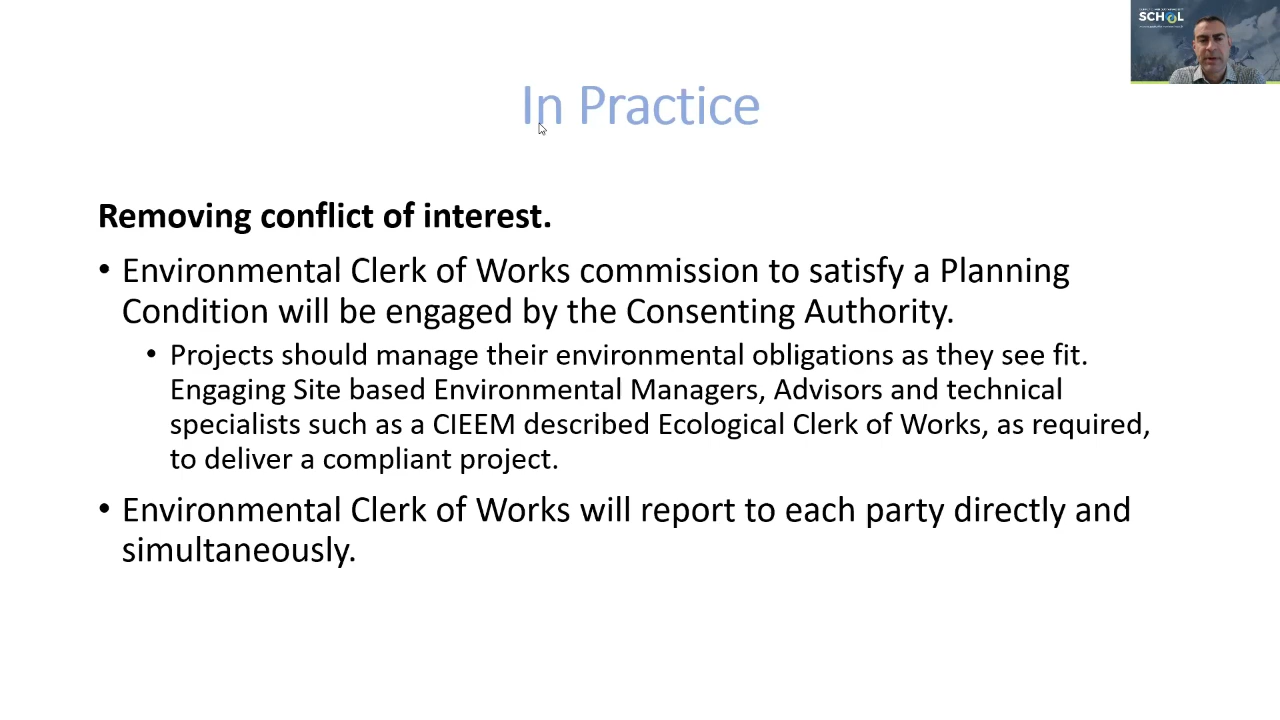 SCHOL
In Practice
Removing conflict of interest.
• Environmental Clerk of Works commission to satisfy a Planning
Condition will be engaged by the Consenting Authority.
• Projects should manage their environmental obligations as they see fit.
Engaging Site based Environmental Managers, Advisors and technical
specialists such as a CIEEM described Ecological Clerk of Works, as required,
to deliver a compliant project.
• Environmental Clerk of Works will report to each party directly and
simultaneously.